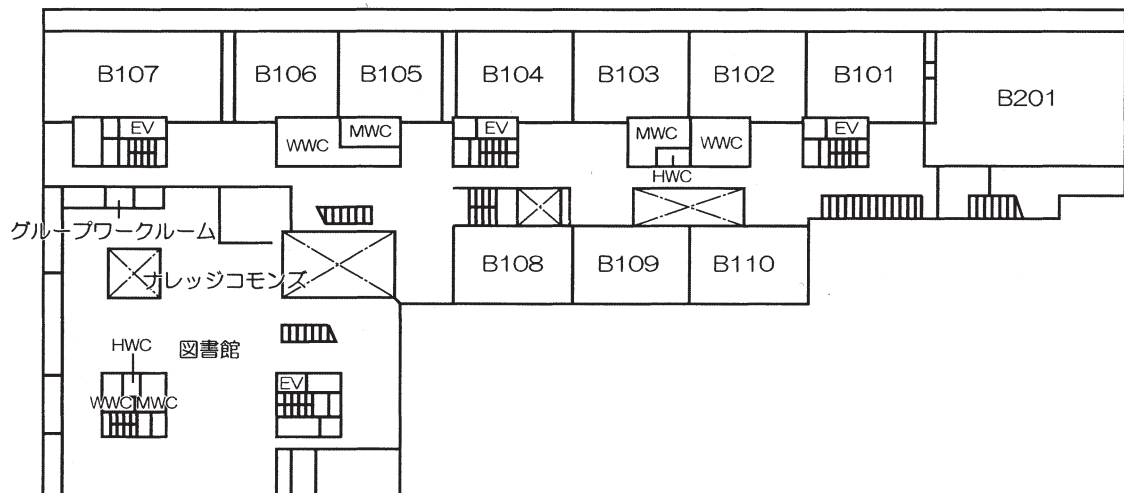 B107
B106
B105
B104
B103
B102
B101
B201
EV
WWC
MWC
EV
MWC
WWC
HWC
EV
グループワークルーム
ナレッジコモンズ
B108
B109
B110
HWC
図書館
WWC
MWC
EV